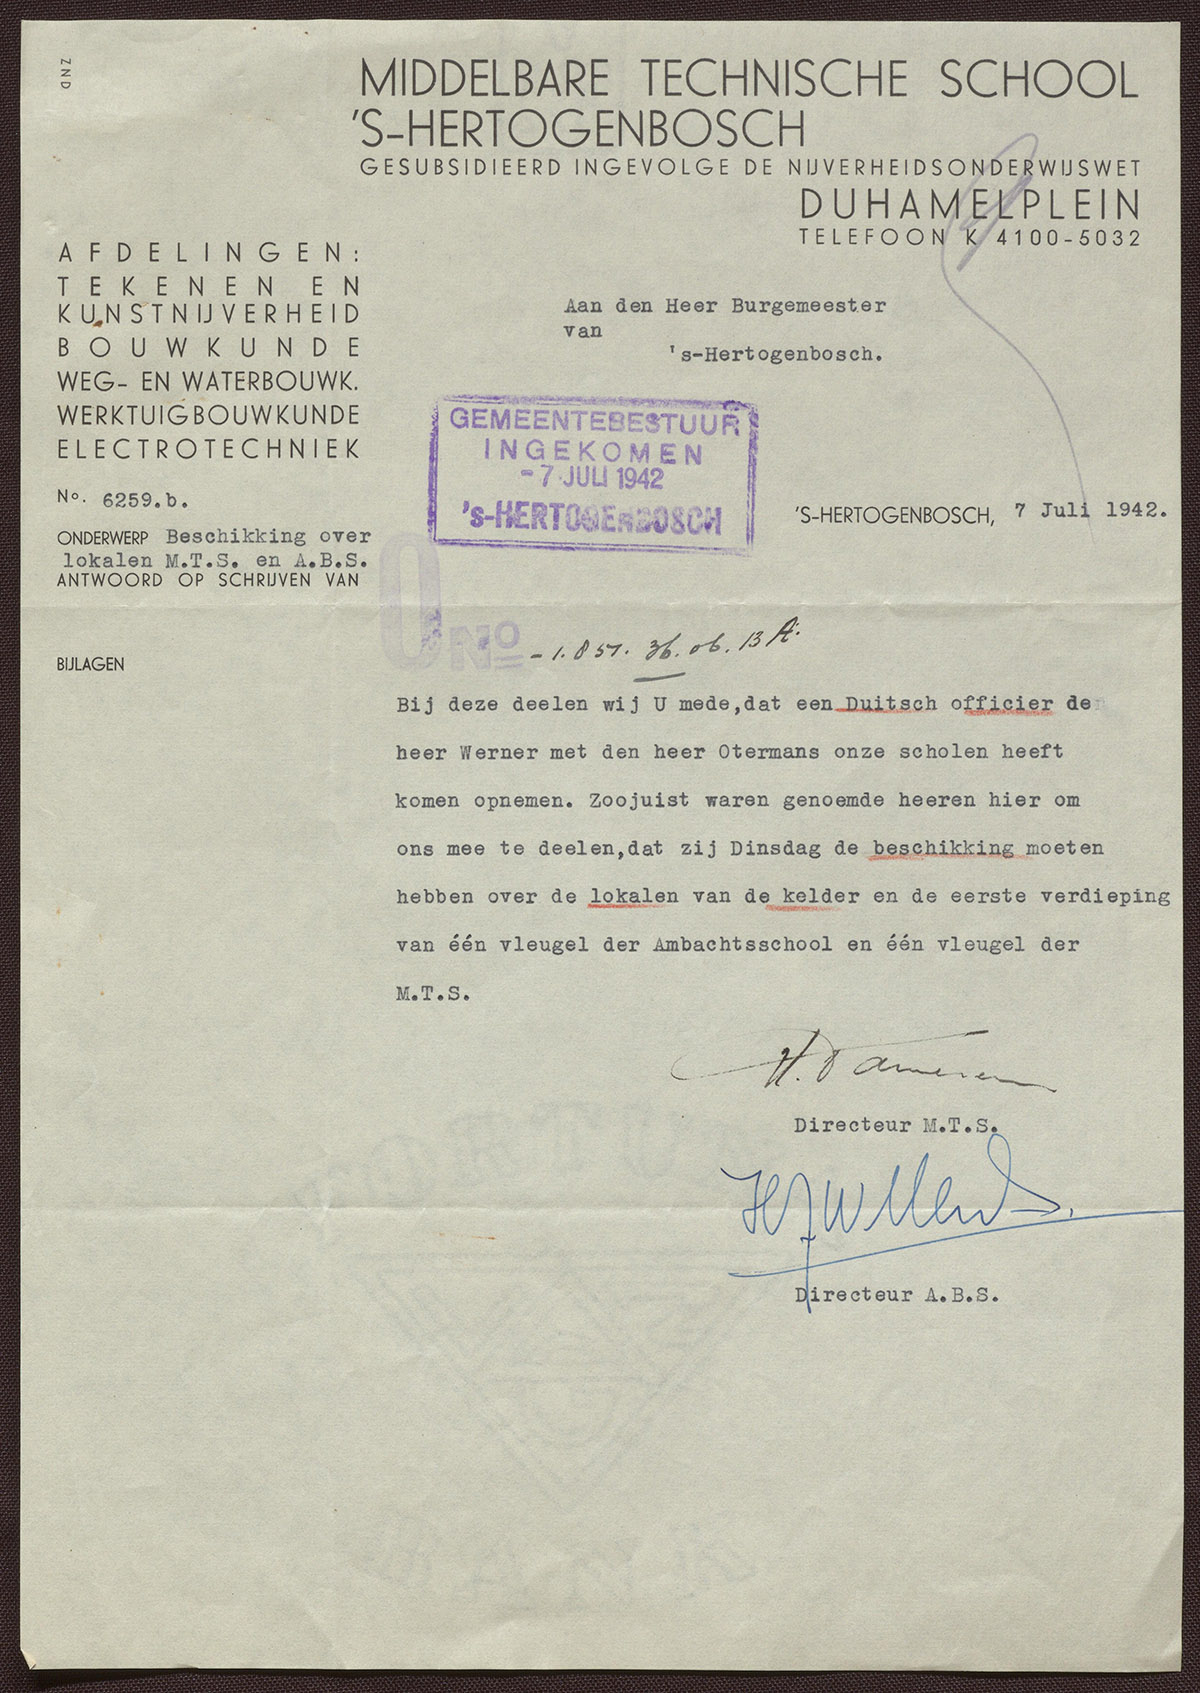 ZND
MIDDELBARE TECHNISCHE SCHOOL
'S-HERTOGENBOSCH
GESUBSIDIEERD INGEVOLGE DE NIJVERHEIDSONDERWIJSWET
DUHAMELPLEIN
TELEFOON K 4100-5032
AFDELINGEN:
TEKENEN EN
KUNSTNIJVERHEID
BOUWKUNDE
WEG- EN WATERBOUWK.
WERKTUIGBOUWKUNDE
ELECTROTECHNIEK
Aan den Heer Burgemeester
van
's-Hertogenbosch.
GEMEENTEBESTUUR
INGEKOMEN
-7 JULI 1942
's-HERTOGENBOSCH
No. 6259.b.
'S-HERTOGENBOSCH, 7 Juli 1942.
ONDERWERP Beschikking over
lokalen M.T.S. en A.B.S.
ANTWOORD OP SCHRIJVEN VAN
O No -1.851.36.06.13 A.
BIJLAGEN
Bij deze deelen wij U mede,dat een Duitsch officier de
heer Werner met den heer Otermans onze scholen heeft
komen opnemen. Zoojuist waren genoemde heeren hier om
ons mee te deelen,dat zij Dinsdag de beschikking moeten
hebben over de lokalen van de kelder en de eerste verdieping
van één vleugel der Ambachtsschool en één vleugel der
M.T.S.
Directeur M.T.S.
Directeur A.B.S.